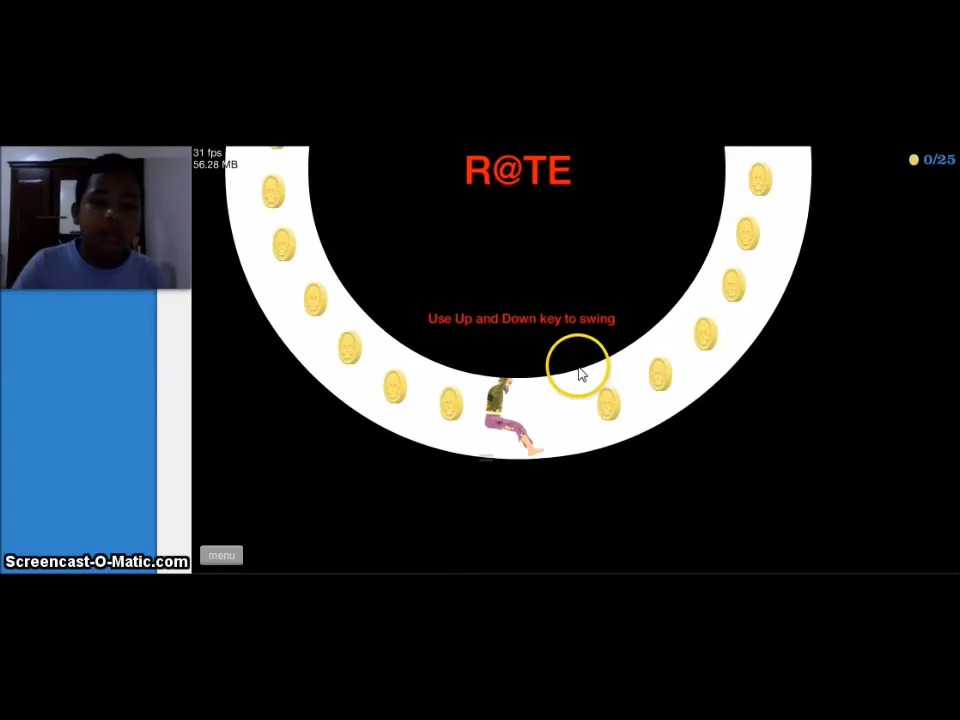 31 fps
56.28 MB
R@TE
0/25
Use Up and Down key to swing
menu
Screencast-O-Matic.com